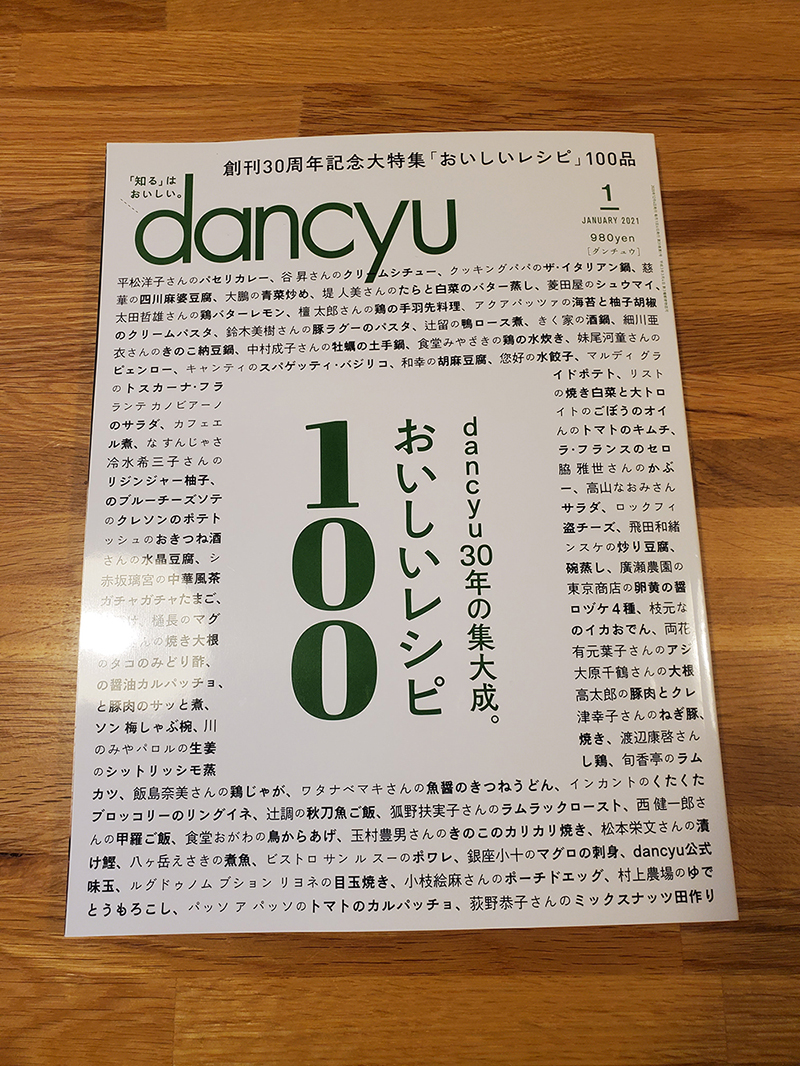 創刊30周年記念大特集「おいしいレシピ」100品
「知る」は
おいしい。
dancyu
1
JANUARY 2021
980yen
[ダンチュウ]
平松洋子さんのパセリカレー、谷 昇さんのクリームシチュー、クッキングパパのザ・イタリアン鍋、慈
華の四川麻婆豆腐、大鵬の青菜炒め、堤 人美さんのたらと白菜のバター蒸し、菱田屋のシュウマイ、
太田哲雄さんの鶏バターレモン、檀 太郎さんの鶏の手羽先料理、アクアパッツァの海苔と柚子胡椒
のクリームパスタ、鈴木美樹さんの豚ラグーのパスタ、辻留の鴨ロース煮、きく家の酒鍋、細川亜
衣さんのきのこ納豆鍋、中村成子さんの牡蠣の土手鍋、食堂みやざきの鶏の水炊き、妹尾河童さんの
ピェンロー、キャンティのスパゲッティ・バジリコ、和幸の胡麻豆腐、您好の水餃子、マルディ グラ
のトスカーナ・フラ
イドポテト、リスト
ランテ カノビアーノ
の焼き白菜と大トロ
のサラダ、カフェエ
イトのごぼうのオイ
ル煮、な すんじゃさ
んのトマトのキムチ、
冷水希三子さんの
ラ・フランスのセロ
リジンジャー柚子、
脇 雅世さんのかぶ
のブルーチーズソテ
ー、高山なおみさん
のクレソンのポテト
サラダ、ロックフィ
ッシュのおきつね酒
盗チーズ、飛田和緒
さんの水晶豆腐、シ
ンスケの炒り豆腐、
赤坂璃宮の中華風茶
碗蒸し、廣瀬農園の
ガチャガチャたまご、
東京商店の卵黄の醤
け、樋長のマグ
ロヅケ4種、枝元な
んの焼き大根
のイカおでん、両花
のタコのみどり酢、
有元葉子さんのアジ
の醤油カルパッチョ、
大原千鶴さんの大根
と豚肉のサッと煮、
高太郎の豚肉とクレ
ソン 梅しゃぶ椀、川
津幸子さんのねぎ豚、
のみやパロルの生姜
焼き、渡辺康啓さん
のシットリッシモ蒸
し鶏、旬香亭のラム
dancyu30年の集大成。
おいしいレシピ
100
カツ、飯島奈美さんの鶏じゃが、ワタナベマキさんの魚醤のきつねうどん、インカントのくたくた
ブロッコリーのリングイネ、辻調の秋刀魚ご飯、狐野扶実子さんのラムラックロースト、西 健一郎さ
んの甲羅ご飯、食堂おがわの鳥からあげ、玉村豊男さんのきのこのカリカリ焼き、松本栄文さんの漬
け鰹、八ヶ岳えさきの煮魚、ビストロ サン ル スーのポワレ、銀座小十のマグロの刺身、dancyu公式
味玉、ルグドゥノム ブション リヨネの目玉焼き、小枝絵麻さんのポーチドエッグ、村上農場のゆで
とうもろこし、パッソ ア パッソのトマトのカルパッチョ、荻野恭子さんのミックスナッツ田作り